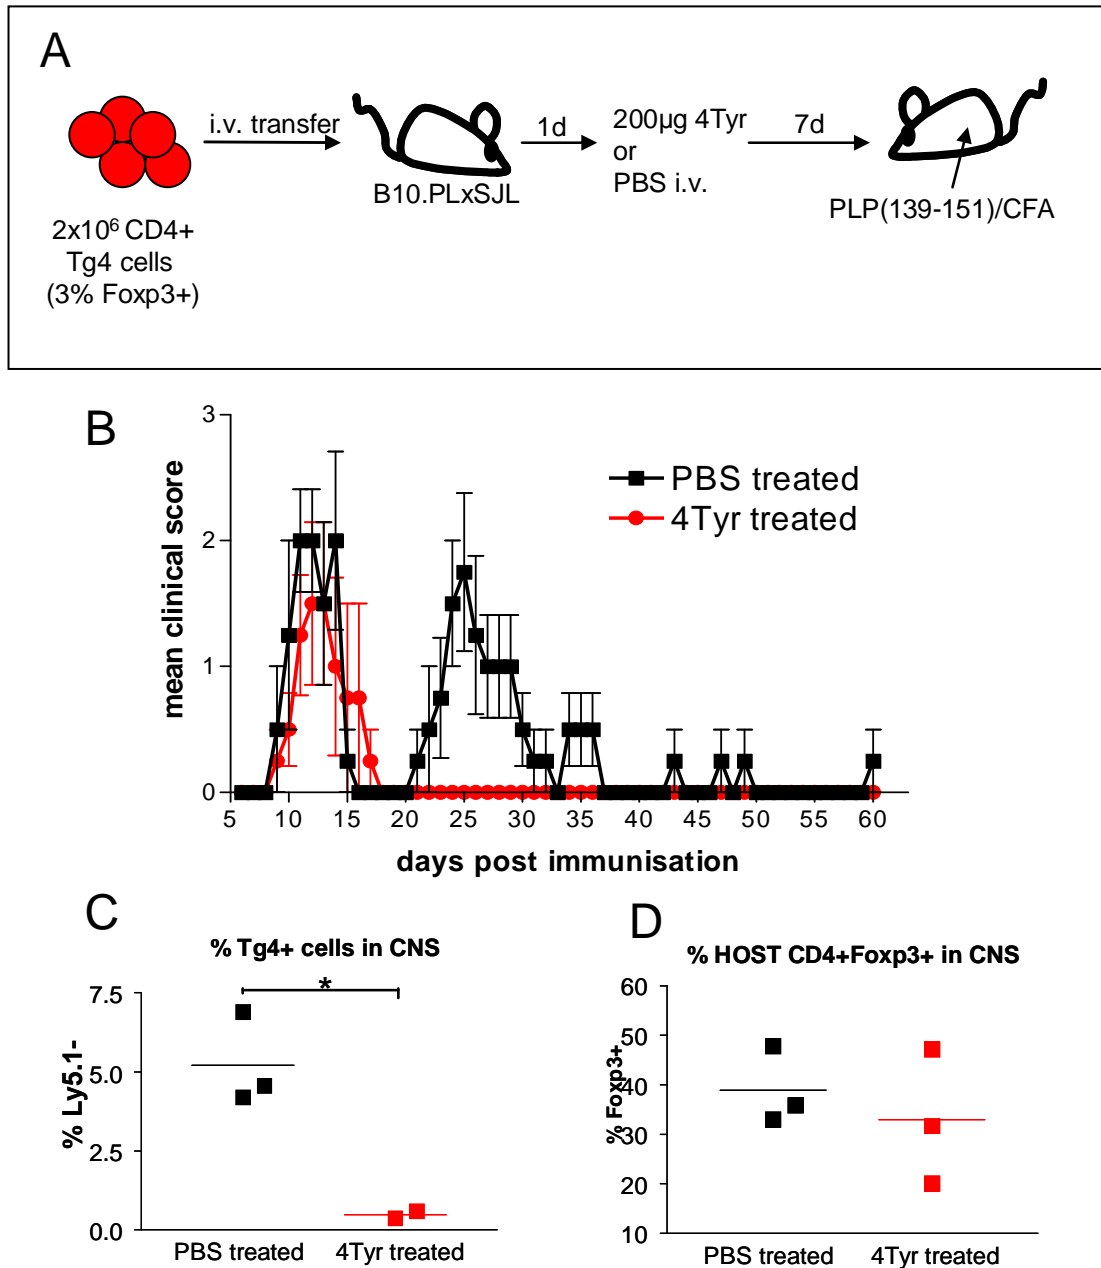 A
i.v. transfer
1d
200µg 4Tyr
or
PBS i.v.
7d
B10.PLxSJL
PLP(139-151)/CFA
2x10⁶ CD4+
Tg4 cells
(3% Foxp3+)
B
mean clinical score
3
2
1
0
PBS treated
4Tyr treated
5 10 15 20 25 30 35 40 45 50 55 60
days post immunisation
C
% Tg4+ cells in CNS
*
% Ly5.1-
7.5
5.0
2.5
0.0
PBS treated 4Tyr treated
D
% HOST CD4+Foxp3+ in CNS
% Foxp3+
60
50
40
30
20
10
PBS treated 4Tyr treated